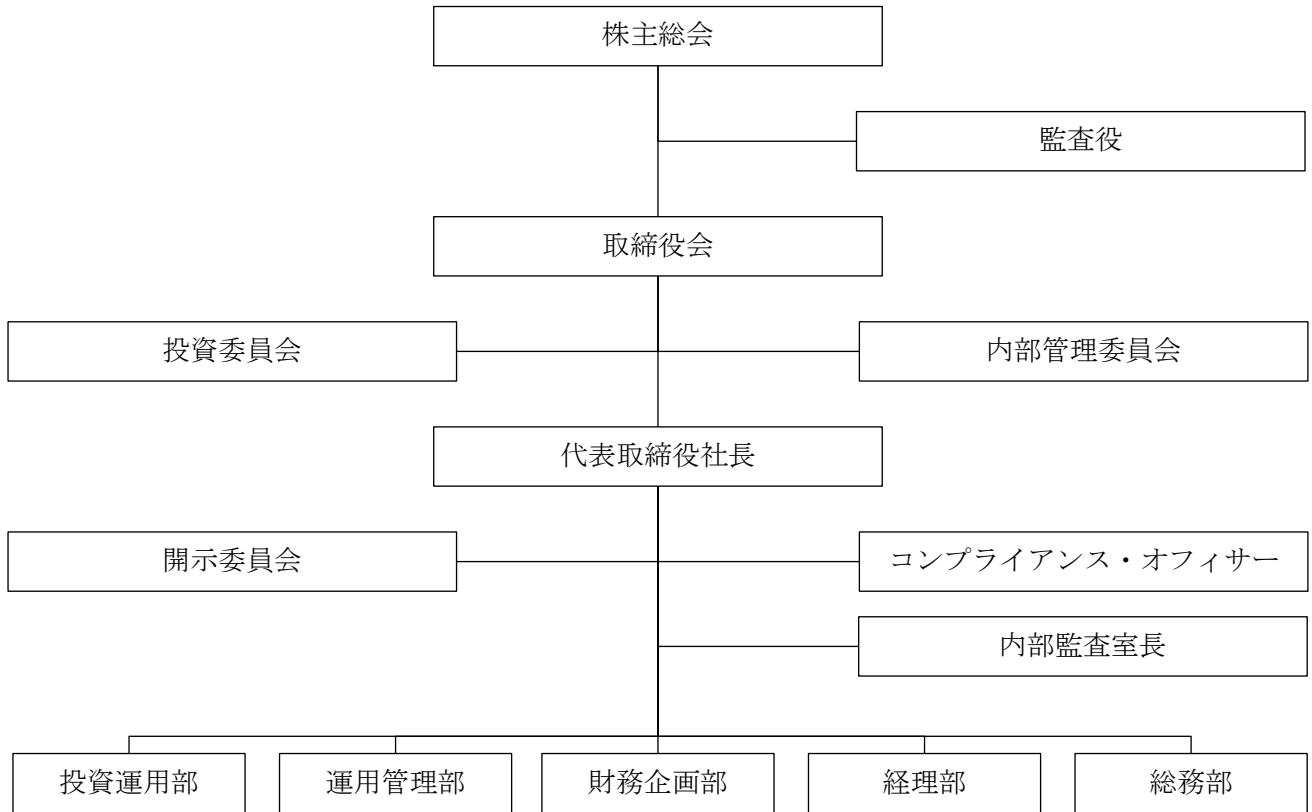 株主総会
監査役
取締役会
投資委員会
内部管理委員会
代表取締役社長
開示委員会
コンプライアンス・オフィサー
内部監査室長
投資運用部
運用管理部
財務企画部
経理部
総務部